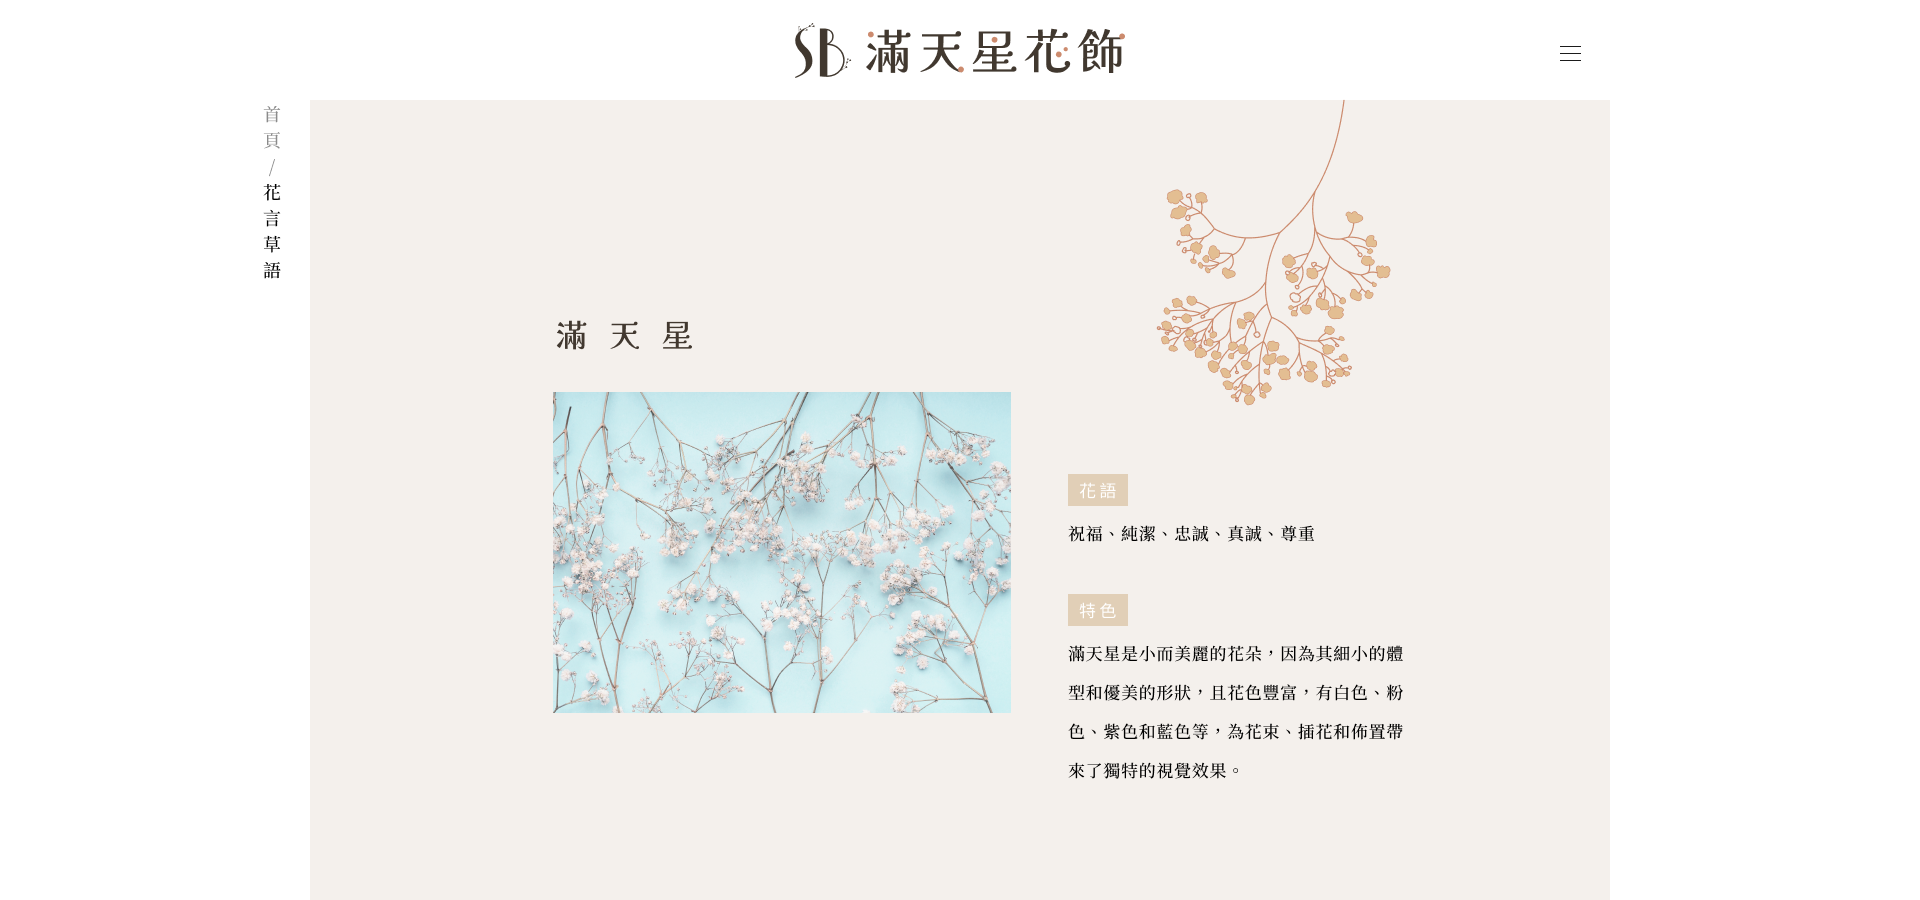 SB 滿天星花飾
首頁/花言草語
滿天星
花語
祝福、純潔、忠誠、真誠、尊重
特色
滿天星是小而美麗的花朵，因為其細小的體
型和優美的形狀，且花色豐富，有白色、粉
色、紫色和藍色等，為花束、插花和佈置帶
來了獨特的視覺效果。